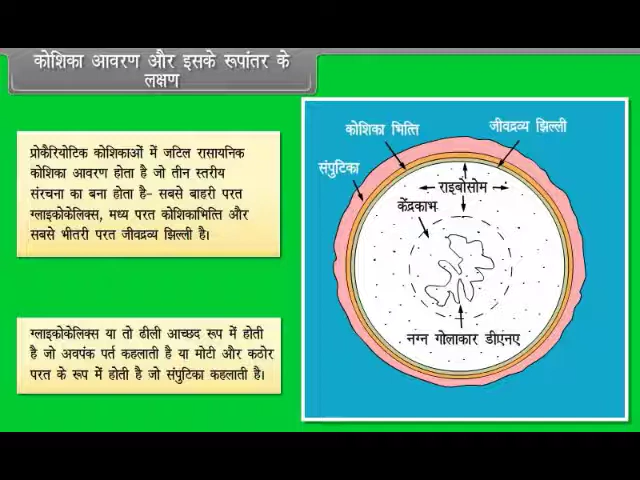 कोशिका आवरण और इसके रूपांतर के
लक्षण
प्रोकैरियोटिक कोशिकाओं में जटिल रासायनिक
कोशिका आवरण होता है जो तीन स्तरीय
संरचना का बना होता है- सबसे बाहरी परत
ग्लाइकोकेलिक्स, मध्य परत कोशिकाभित्ति और
सबसे भीतरी परत जीवद्रव्य झिल्ली है।
ग्लाइकोकेलिक्स या तो ढीली आच्छद रूप में होती
है जो अवपंक पर्त कहलाती है या मोटी और कठोर
परत के रूप में होती है जो संपुटिका कहलाती है।
कोशिका भित्ति
जीवद्रव्य झिल्ली
संपुटिका
राइबोसोम
केंद्रकाभ
नग्न गोलाकार डीएनए